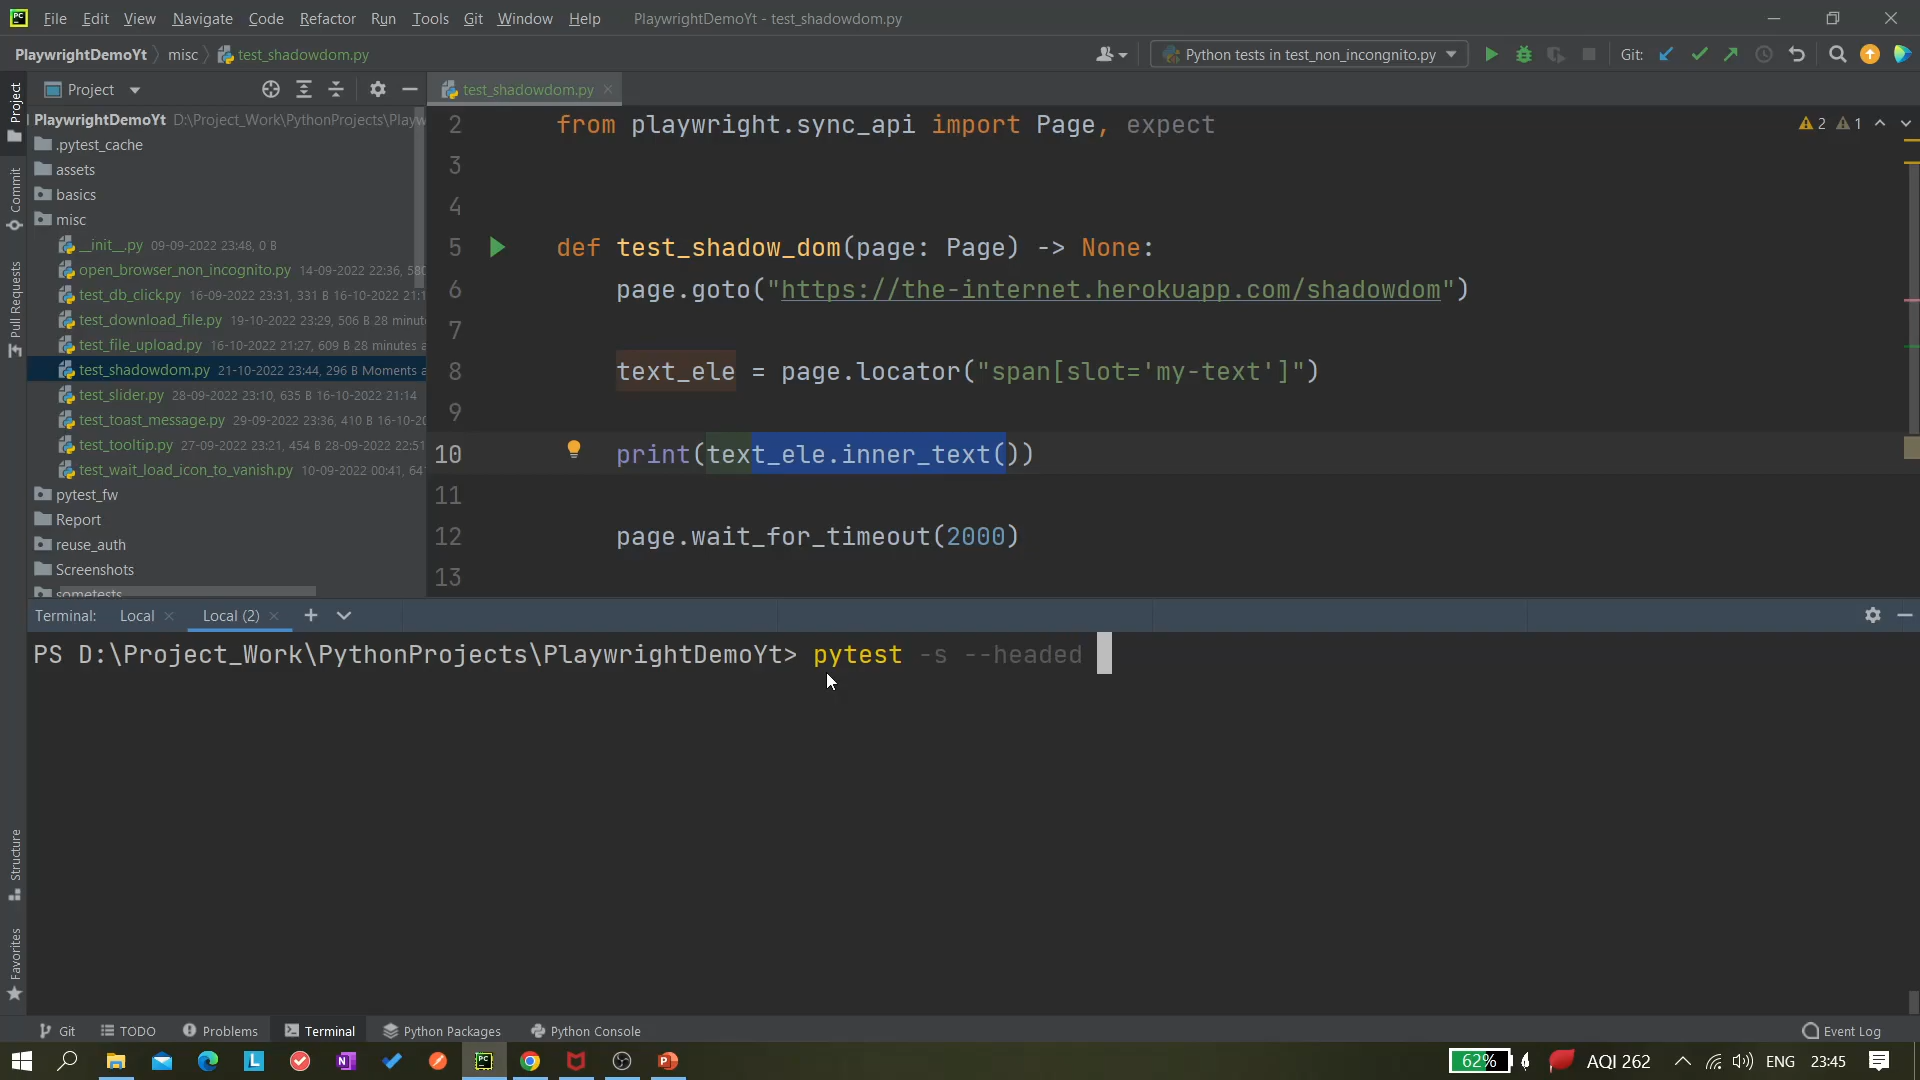 File Edit View Navigate Code Refactor Run Tools Git Window Help PlaywrightDemoYt - test_shadowdom.py
PlaywrightDemoYt misc test_shadowdom.py Python tests in test_non_incongnito.py Git:
Project test_shadowdom.py
PlaywrightDemoYt D:\Project_Work\PythonProjects\Playw
.pytest_cache
assets
basics
misc
__init__.py 09-09-2022 23:48, 0 B
open_browser_non_incognito.py 14-09-2022 22:36, 580
test_db_click.py 16-09-2022 23:31, 331 B 16-10-2022 21:1
test_download_file.py 19-10-2022 23:29, 506 B 28 minut
test_file_upload.py 16-10-2022 21:27, 609 B 28 minutes a
test_shadowdom.py 21-10-2022 23:44, 296 B Moments a
test_slider.py 28-09-2022 23:10, 635 B 16-10-2022 21:14
test_toast_message.py 29-09-2022 23:36, 410 B 16-10-20
test_tooltip.py 27-09-2022 23:21, 454 B 28-09-2022 22:51
test_wait_load_icon_to_vanish.py 10-09-2022 00:41, 64
pytest_fw
Report
reuse_auth
Screenshots
sometests
Project
Commit
Pull Requests
Structure
Favorites
2 from playwright.sync_api import Page, expect
3
4
5 def test_shadow_dom(page: Page) -> None:
6 page.goto("https://the-internet.herokuapp.com/shadowdom")
7
8 text_ele = page.locator("span[slot='my-text']")
9
10 print(text_ele.inner_text())
11
12 page.wait_for_timeout(2000)
13
2 1
Terminal: Local Local (2)
PS D:\Project_Work\PythonProjects\PlaywrightDemoYt> pytest -s --headed
Git TODO Problems Terminal Python Packages Python Console Event Log
62% AQI 262 ENG 23:45